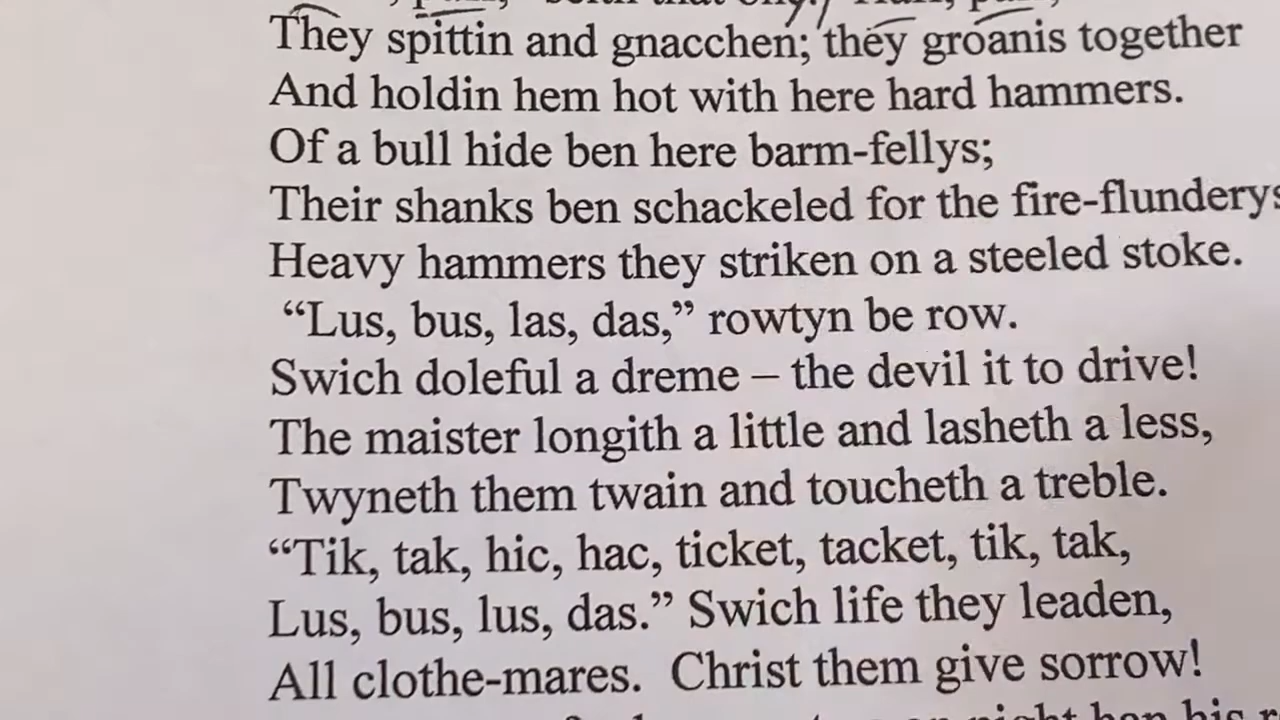 They spittin and gnacchen; they groanis together
And holdin hem hot with here hard hammers.
Of a bull hide ben here barm-fellys;
Their shanks ben schackeled for the fire-flunderys
Heavy hammers they striken on a steeled stoke.
“Lus, bus, las, das,” rowtyn be row.
Swich doleful a dreme – the devil it to drive!
The maister longith a little and lasheth a less,
Twyneth them twain and toucheth a treble.
“Tik, tak, hic, hac, ticket, tacket, tik, tak,
Lus, bus, lus, das.” Swich life they leaden,
All clothe-mares. Christ them give sorrow!